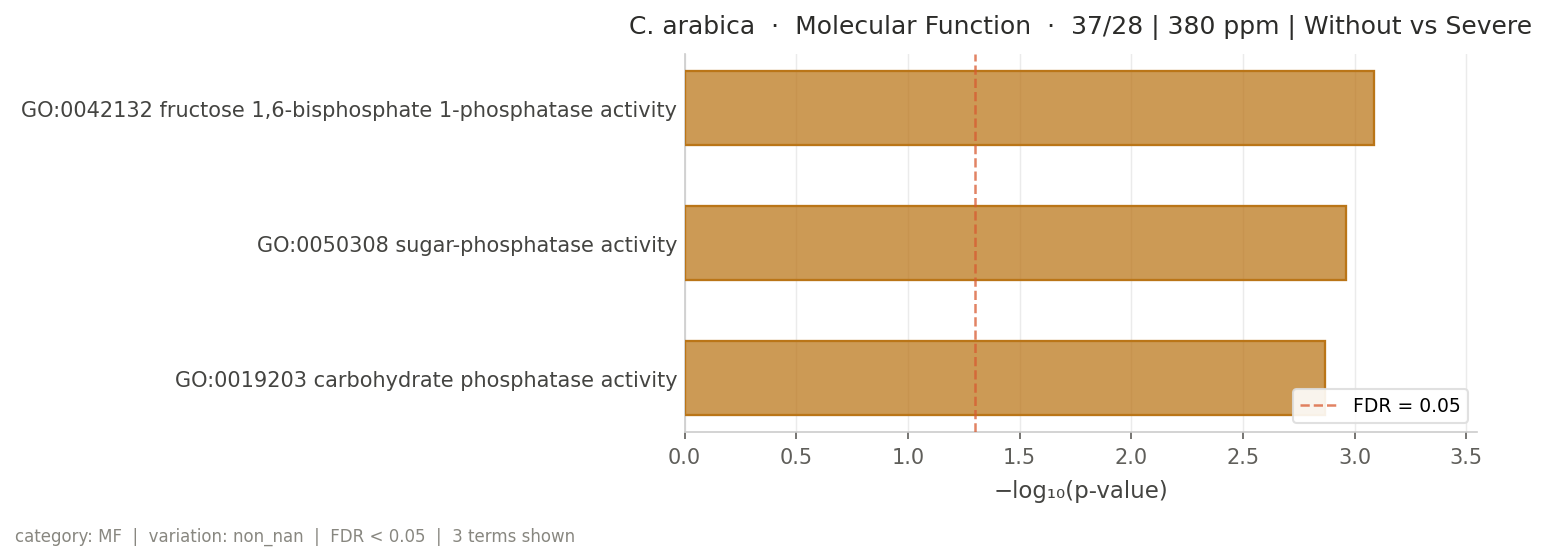 C. arabica · Molecular Function · 37/28 | 380 ppm | Without vs Severe
GO:0042132 fructose 1,6-bisphosphate 1-phosphatase activity
GO:0050308 sugar-phosphatase activity
GO:0019203 carbohydrate phosphatase activity
FDR = 0.05
0.0 0.5 1.0 1.5 2.0 2.5 3.0 3.5
−log₁₀(p-value)
category: MF | variation: non_nan | FDR < 0.05 | 3 terms shown